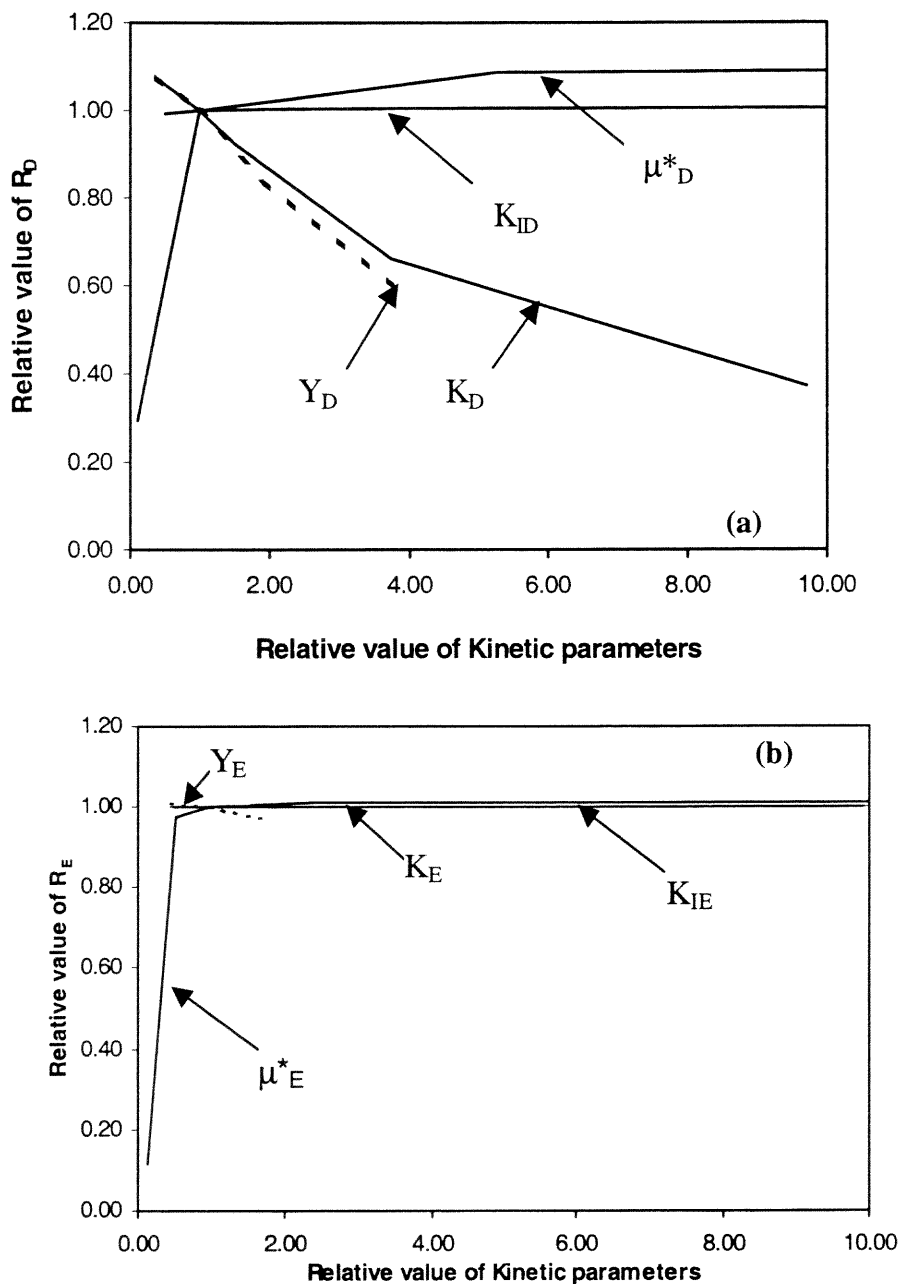 1.20
1.00
0.80
0.60
0.40
0.20
0.00
Relative value of R_D
μ*_D
K_ID
Y_D
K_D
(a)
0.00 2.00 4.00 6.00 8.00 10.00
Relative value of Kinetic parameters
1.20
1.00
0.80
0.60
0.40
0.20
0.00
Relative value of R_E
(b)
Y_E
K_E
K_IE
μ*_E
0.00 2.00 4.00 6.00 8.00 10.00
Relative value of Kinetic parameters